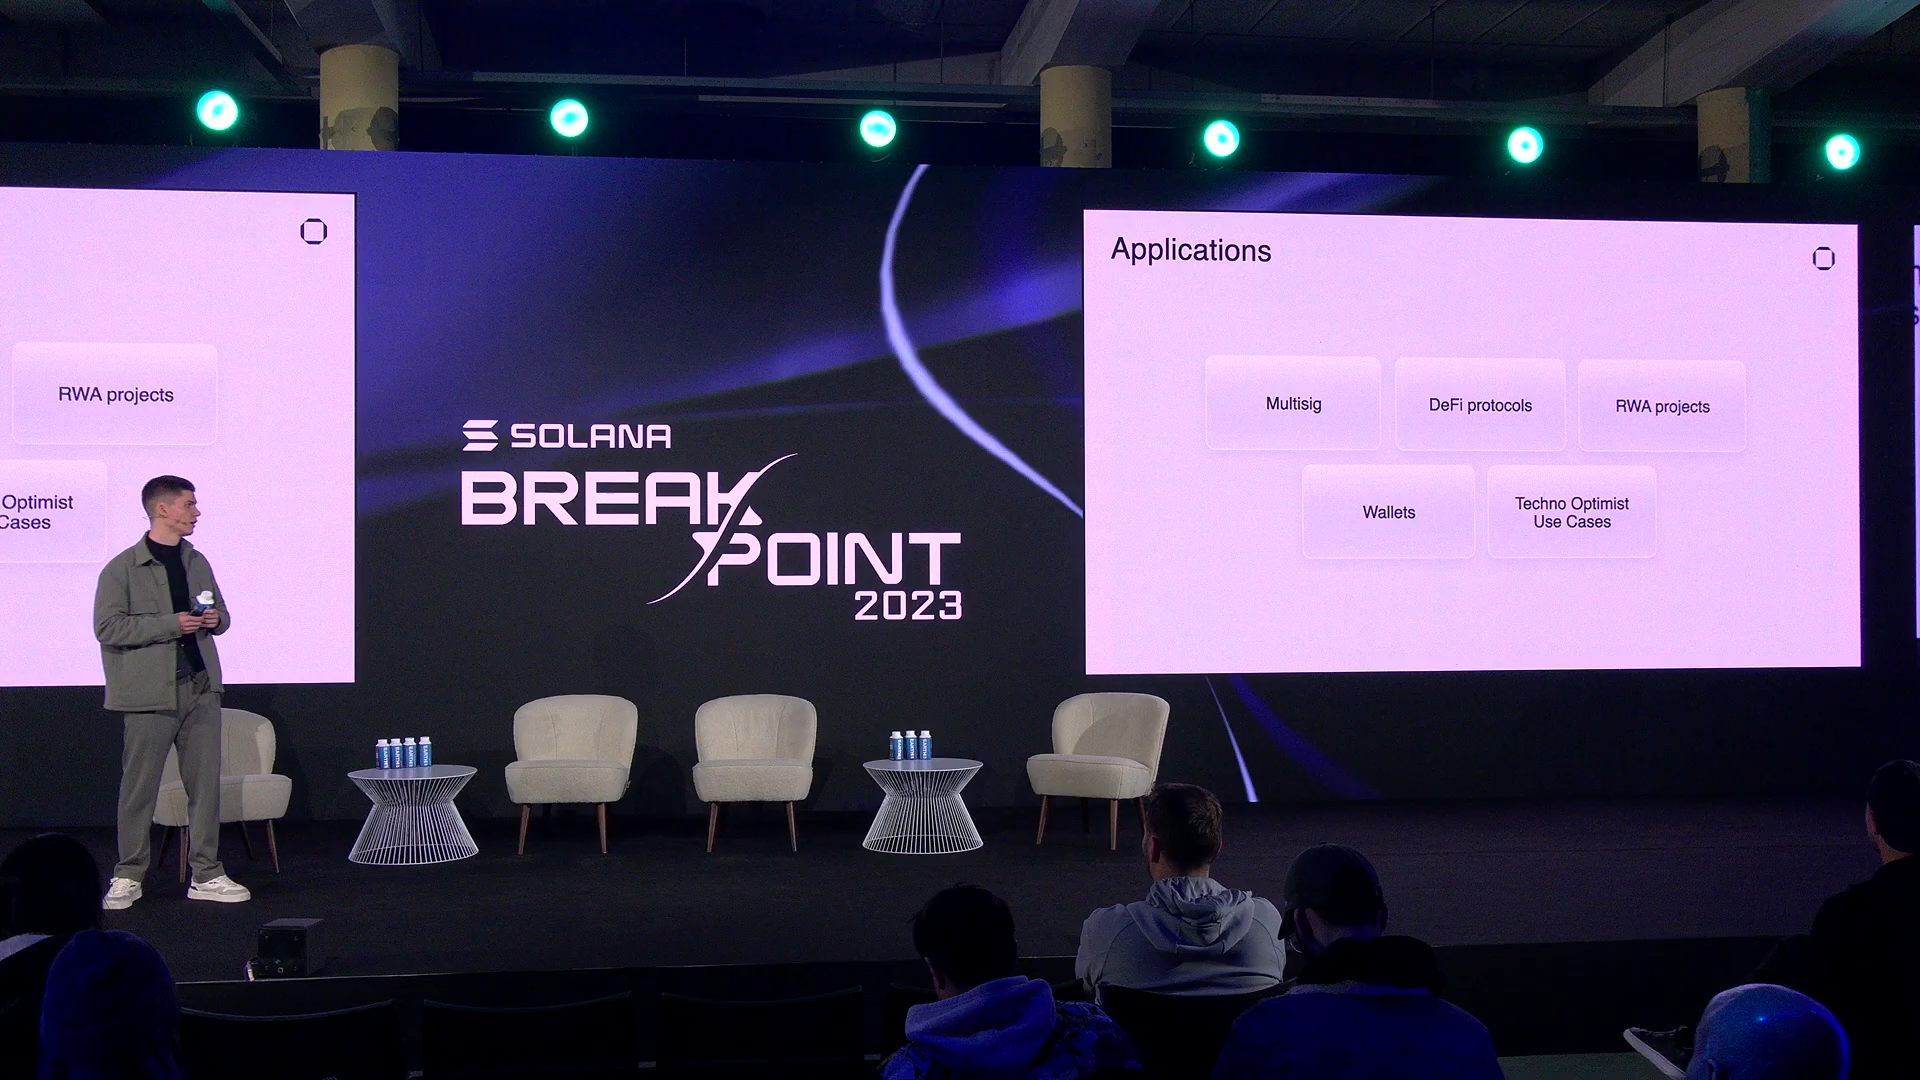 RWA projects
Optimist
Cases
SOLANA
BREAK
POINT
2023
Applications
Multisig
DeFi protocols
RWA projects
Wallets
Techno Optimist
Use Cases